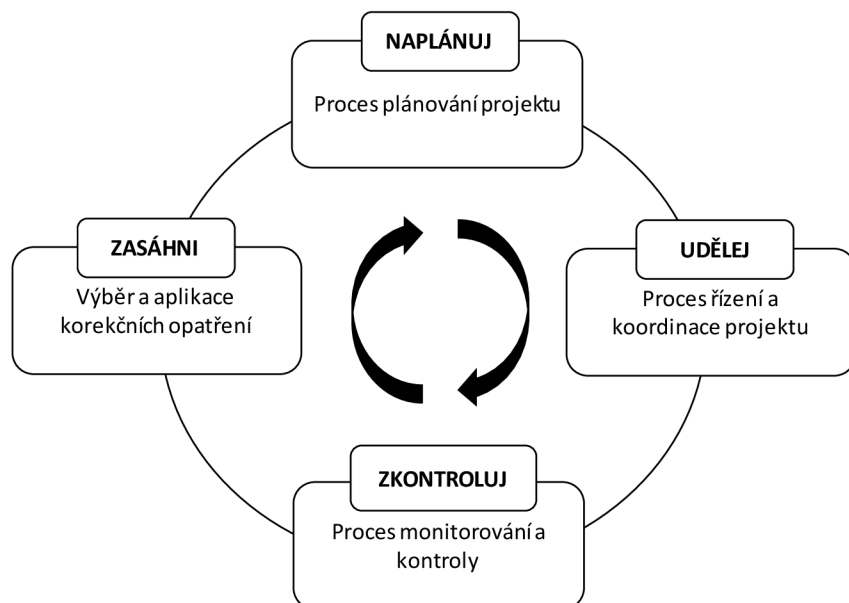 NAPLÁNUJ
Proces plánování projektu
ZASÁHNI
Výběr a aplikace
korekčních opatření
UDĚLEJ
Proces řízení a
koordinace projektu
ZKONTROLUJ
Proces monitorování a
kontroly